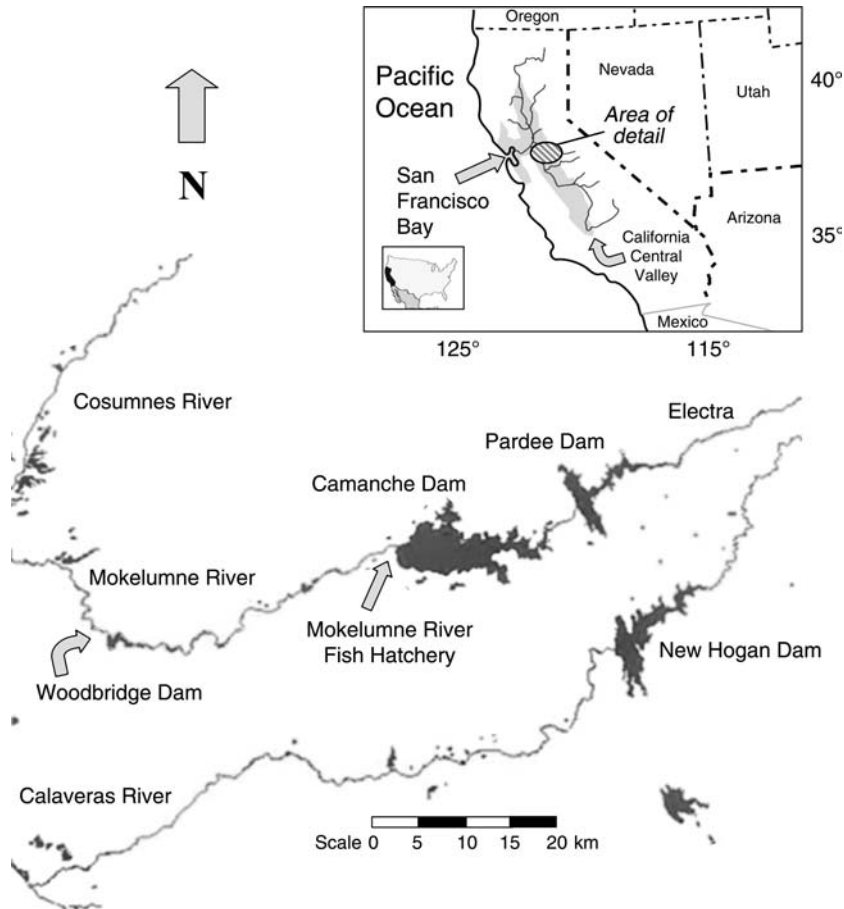 Oregon
Pacific
Ocean
Nevada
Utah
40°
Area of
detail
San
Francisco
Bay
Arizona
35°
California
Central
Valley
Mexico
125°
115°
N
Cosumnes River
Electra
Pardee Dam
Camanche Dam
Mokelumne River
Mokelumne River
Fish Hatchery
New Hogan Dam
Woodbridge Dam
Calaveras River
Scale 0 5 10 15 20 km